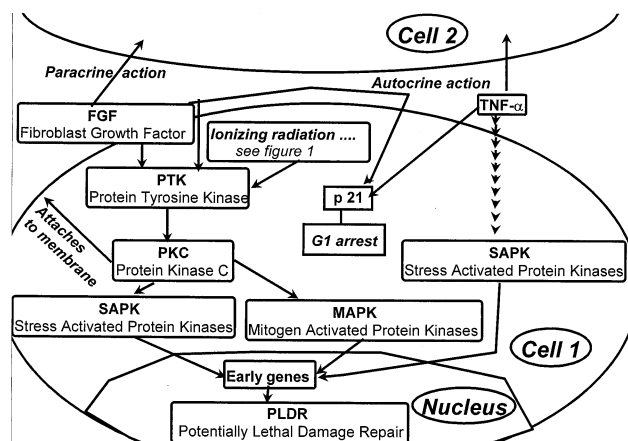 Cell 2
Paracrine action
Autocrine action
FGF
Fibroblast Growth Factor
TNF-α
Ionizing radiation ....
see figure 1
PTK
Protein Tyrosine Kinase
p 21
G1 arrest
Attaches
to membrane
PKC
Protein Kinase C
SAPK
Stress Activated Protein Kinases
SAPK
Stress Activated Protein Kinases
MAPK
Mitogen Activated Protein Kinases
Cell 1
Early genes
Nucleus
PLDR
Potentially Lethal Damage Repair